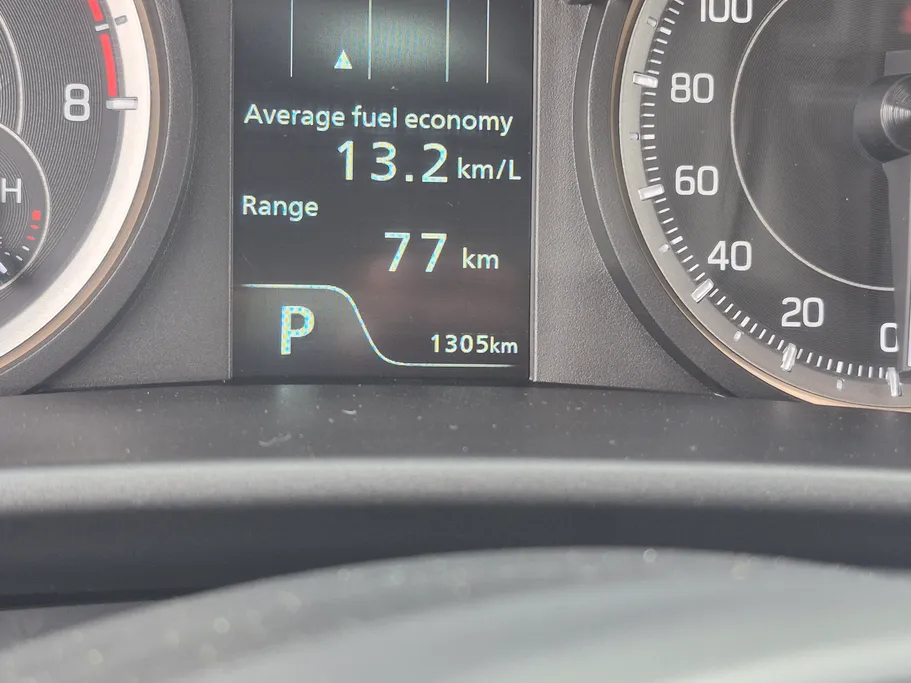 8
H
Average fuel economy
13.2 km/L
Range
77 km
P
1305km
100
80
60
40
20
0